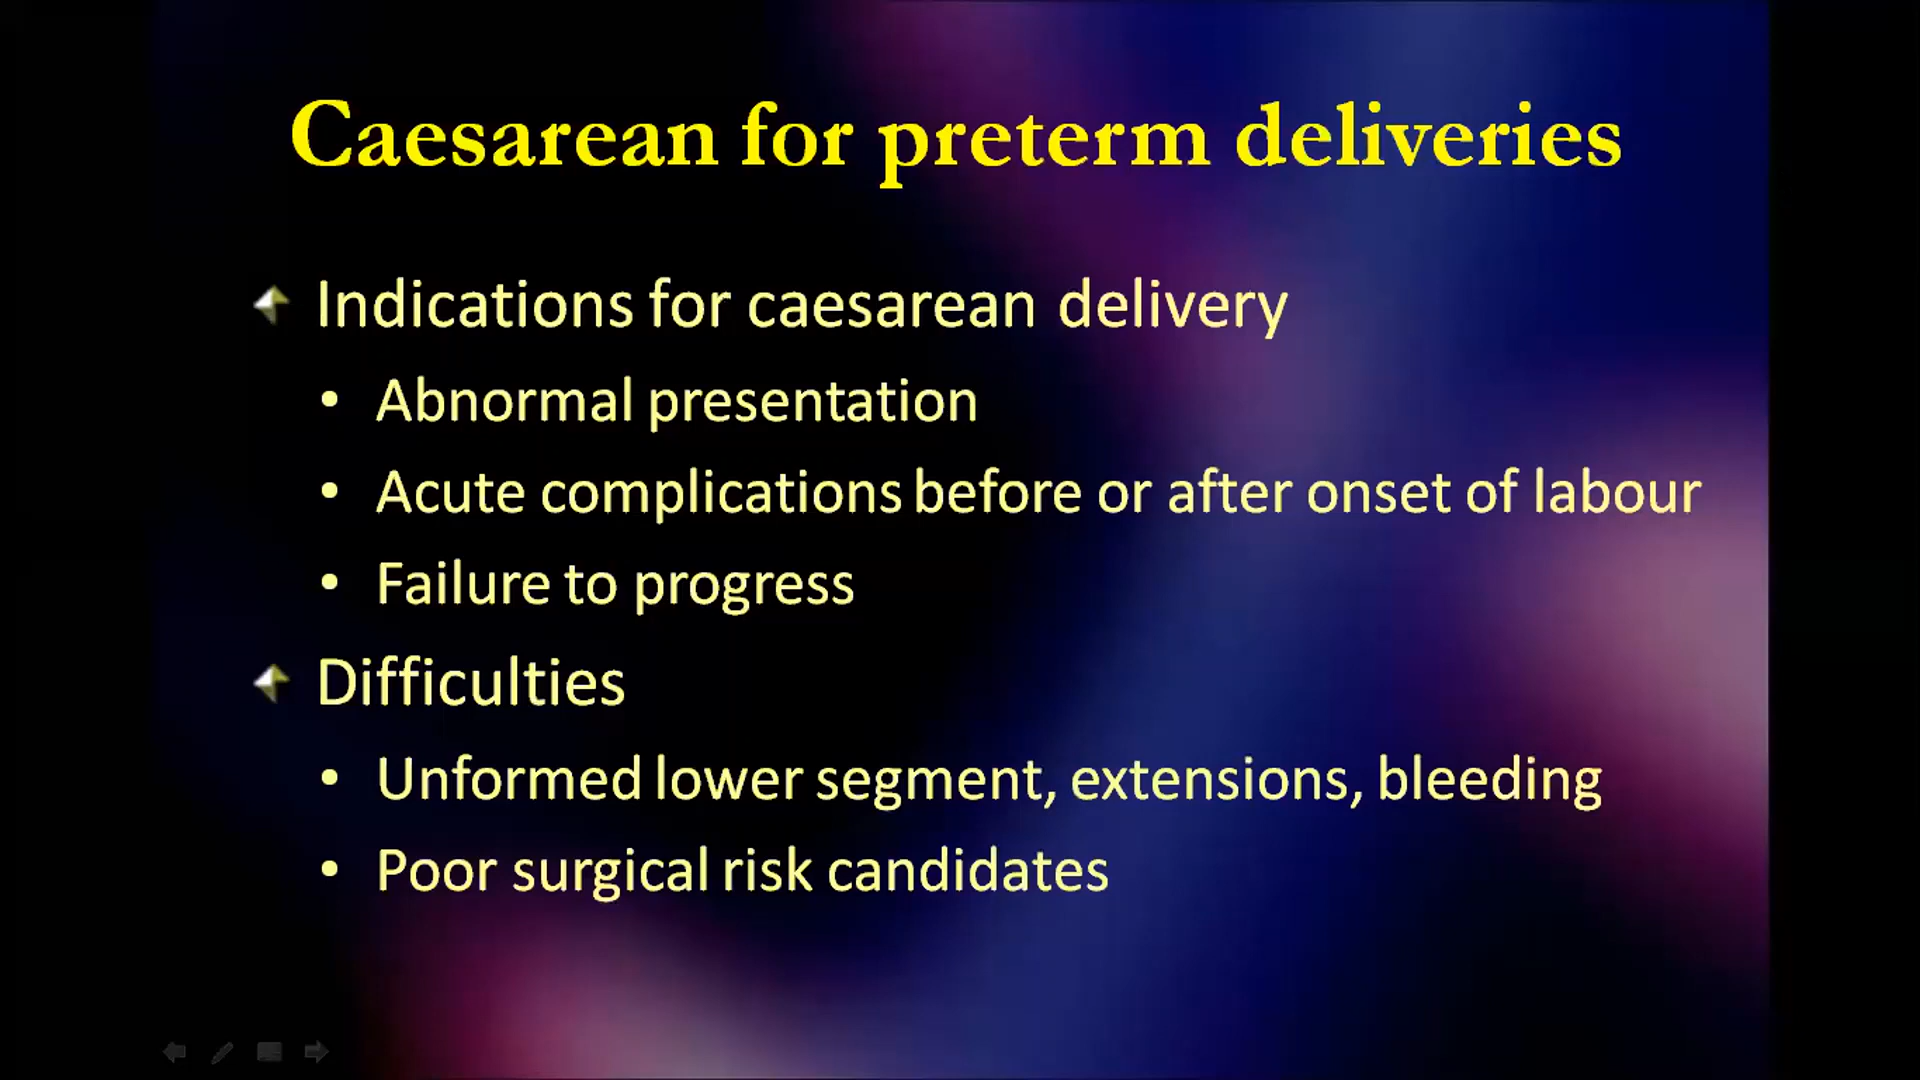 Caesarean for preterm deliveries
Indications for caesarean delivery
• Abnormal presentation
• Acute complications before or after onset of labour
• Failure to progress
Difficulties
• Unformed lower segment, extensions, bleeding
• Poor surgical risk candidates